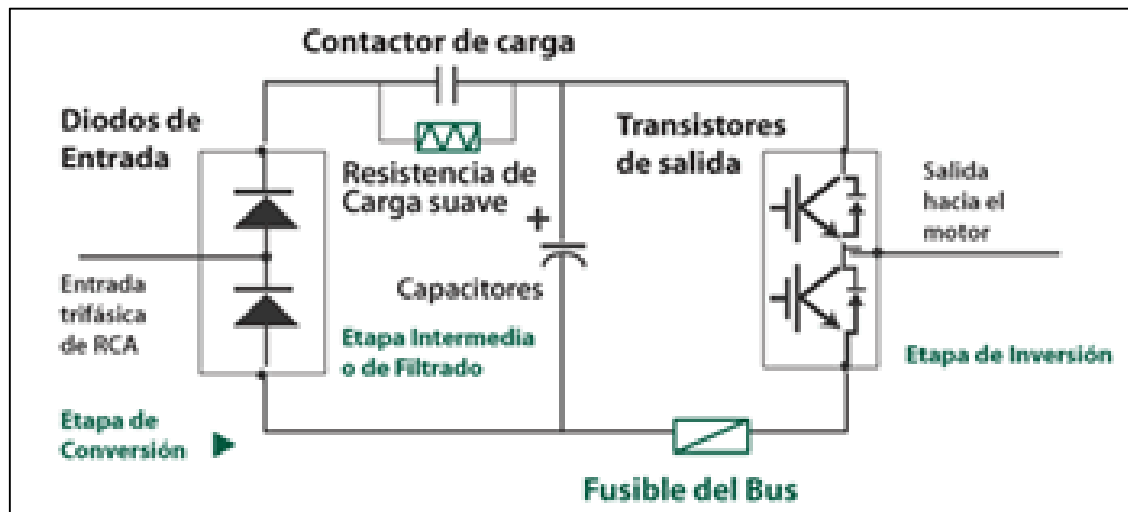 Contactor de carga
Diodos de
Entrada
Resistencia de
Carga suave
Transistores
de salida
Salida
hacia el
motor
+
Capacitores
Entrada
trifásica
de RCA
Etapa Intermedia
o de Filtrado
Etapa de Inversión
Etapa de
Conversión
Fusible del Bus